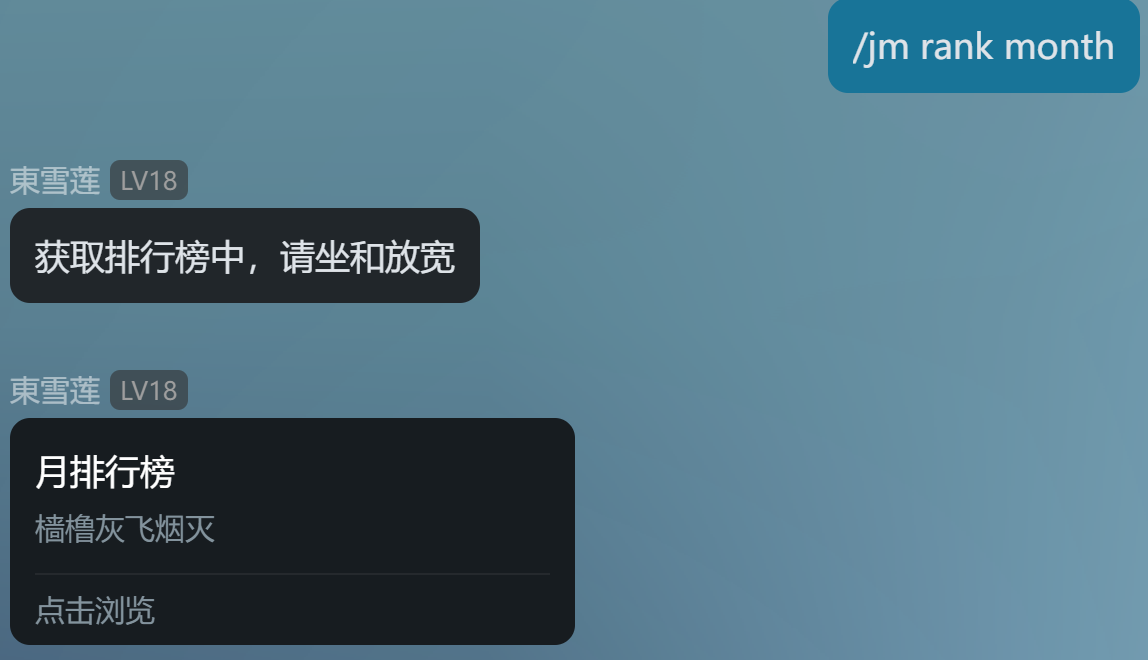 /jm rank month
東雪莲 LV18
获取排行榜中，请坐和放宽
東雪莲 LV18
月排行榜
樯橹灰飞烟灭
点击浏览